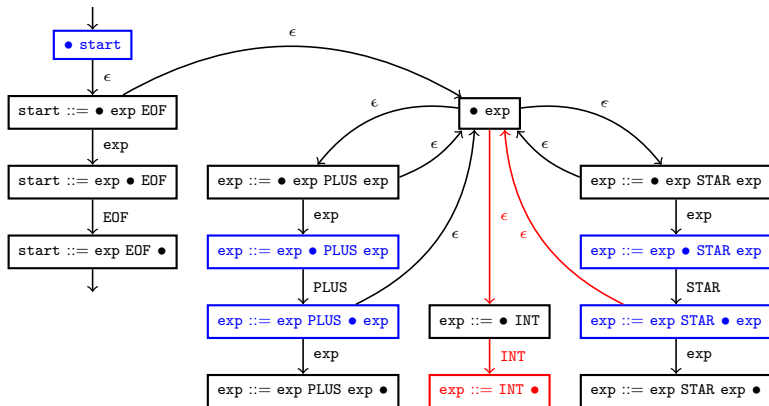 ● start
ϵ
start ::= ● exp EOF
exp
start ::= exp ● EOF
EOF
start ::= exp EOF ●
ϵ
● exp
ϵ
ϵ
ϵ
ϵ
exp ::= ● exp PLUS exp
exp
exp ::= exp ● PLUS exp
PLUS
exp ::= exp PLUS ● exp
exp
exp ::= exp PLUS exp ●
ϵ
ϵ
ϵ
exp ::= ● INT
INT
exp ::= INT ●
exp ::= ● exp STAR exp
exp
exp ::= exp ● STAR exp
STAR
exp ::= exp STAR ● exp
exp
exp ::= exp STAR exp ●